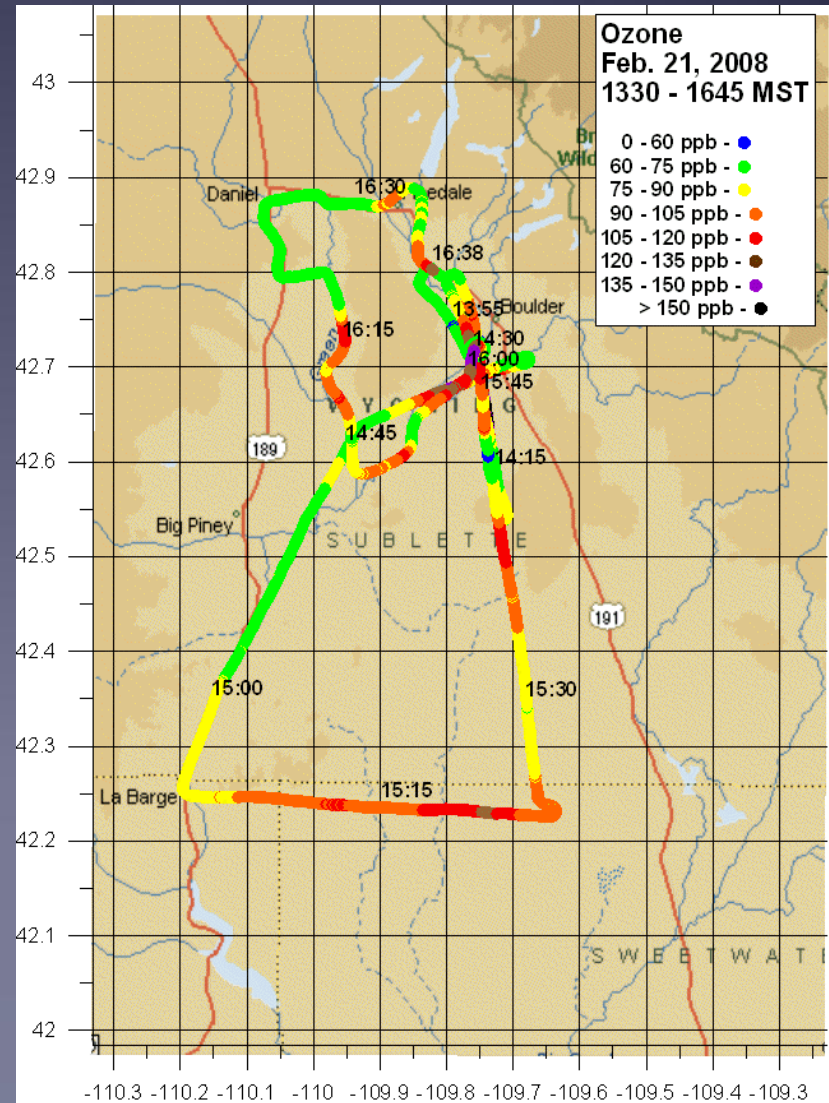 Ozone
Feb. 21, 2008
1330 - 1645 MST
0 - 60 ppb -
60 - 75 ppb -
75 - 90 ppb -
90 - 105 ppb -
105 - 120 ppb -
120 - 135 ppb -
135 - 150 ppb -
> 150 ppb -
43
42.9
42.8
42.7
42.6
42.5
42.4
42.3
42.2
42.1
42
Daniel
16:30
edale
16:38
Boulder
13:55
14:30
16:15
16:00
15:45
Green
W Y O I N G
14:45
189
14:15
Big Piney
S U B L E T T E
191
15:00
15:30
La Barge
15:15
S W E E T W A T E
-110.3 -110.2 -110.1 -110 -109.9 -109.8 -109.7 -109.6 -109.5 -109.4 -109.3